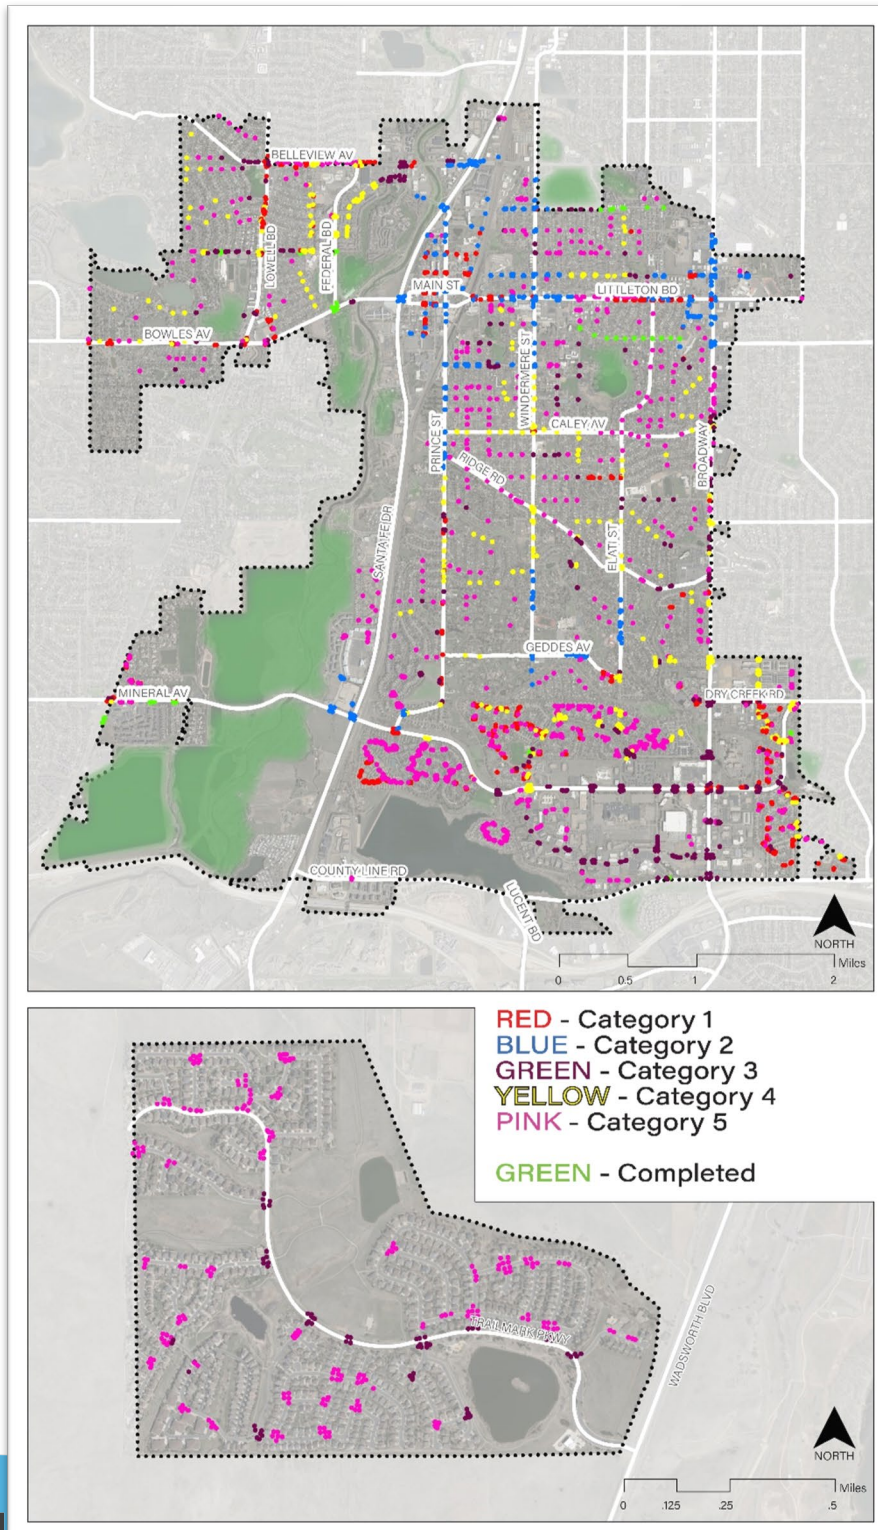 BELLEVIEW AV
LOWELL BD
FEDERAL BD
MAIN ST
LITTLETON BD
BOWLES AV
WINDERMERE ST
CALEY AV
PRINCE ST
RIDGE RD
BROADWAY
SANTA FE DR
ELATI ST
GEDDES AV
MINERAL AV
DRY CREEK RD
COUNTY LINE RD
LUCENT BD
NORTH
Miles
0 0.5 1 2
RED - Category 1
BLUE - Category 2
GREEN - Category 3
YELLOW - Category 4
PINK - Category 5
GREEN - Completed
TRAILMARK PKWY
WADSWORTH BLVD
NORTH
Miles
0 .125 .25 .5